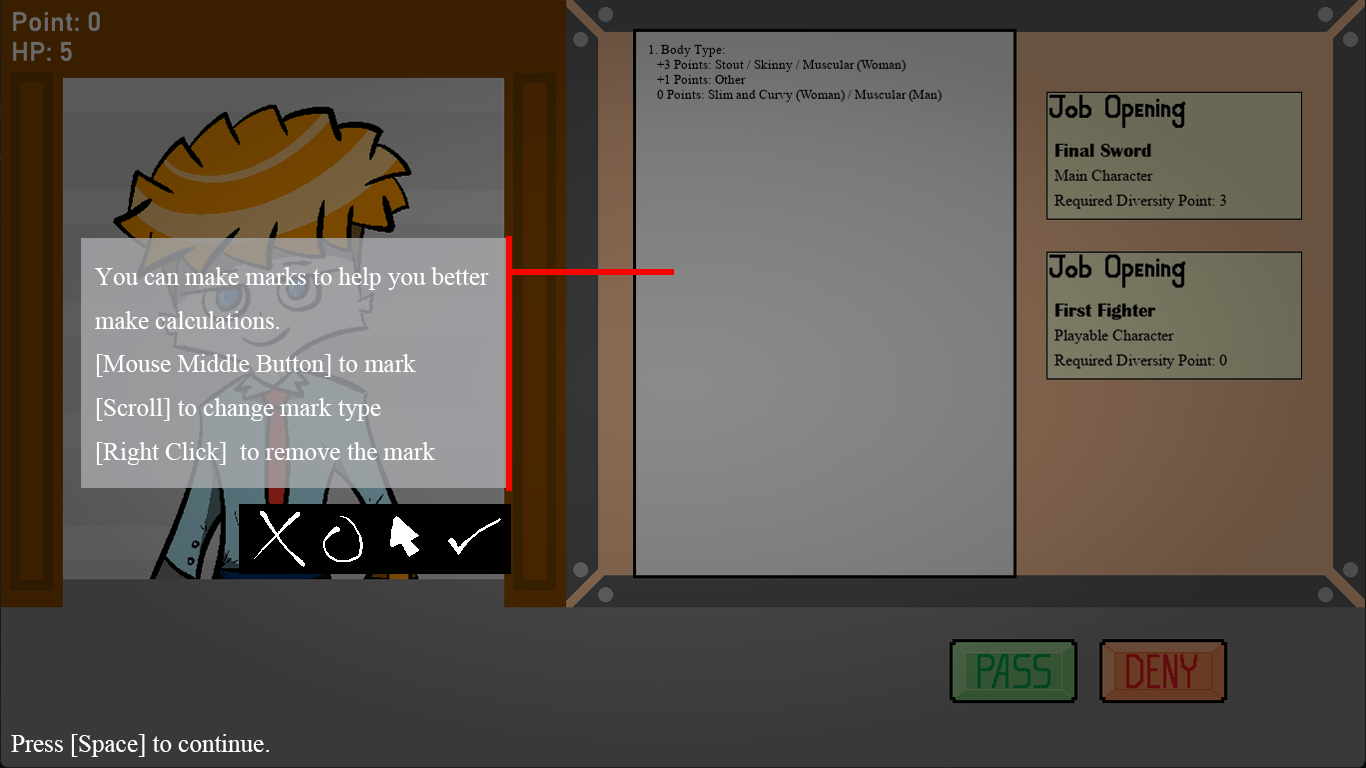 Point: 0
HP: 5
1. Body Type:
+3 Points: Stout / Skinny / Muscular (Woman)
+1 Points: Other
0 Points: Slim and Curvy (Woman) / Muscular (Man)
Job Opening
Final Sword
Main Character
Required Diversity Point: 3
Job Opening
First Fighter
Playable Character
Required Diversity Point: 0
You can make marks to help you better
make calculations.
[Mouse Middle Button] to mark
[Scroll] to change mark type
[Right Click]  to remove the mark
PASS
DENY
Press [Space] to continue.